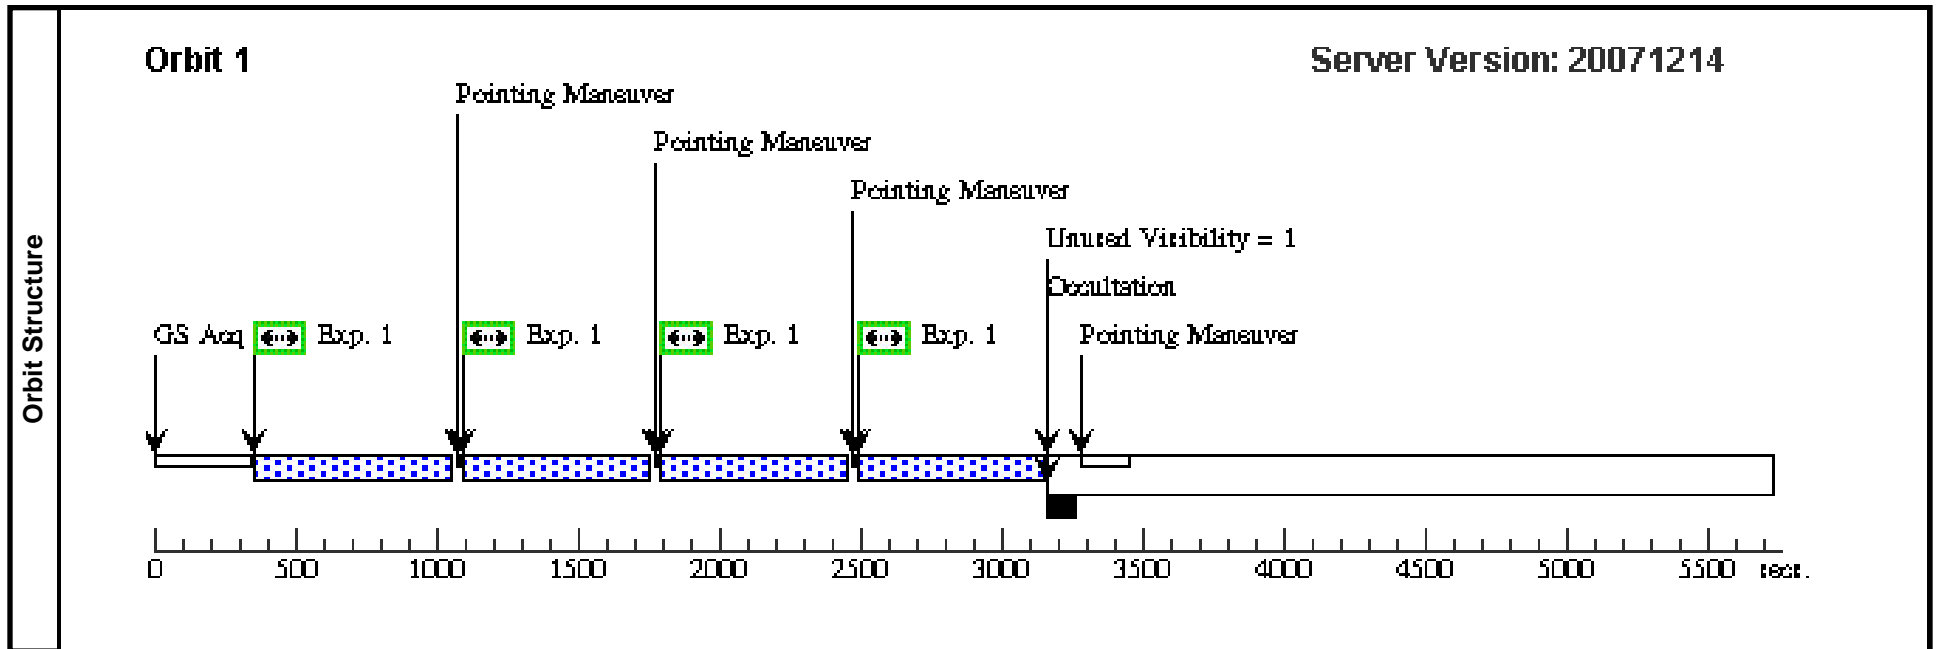 Orbit Structure
Orbit 1
Server Version: 20071214
Pointing Maneuver
Pointing Maneuver
Pointing Maneuver
Unused Visibility = 1
Occultation
GS Acq
Exp. 1
Exp. 1
Exp. 1
Exp. 1
Pointing Maneuver
0 500 1000 1500 2000 2500 3000 3500 4000 4500 5000 5500 secs.